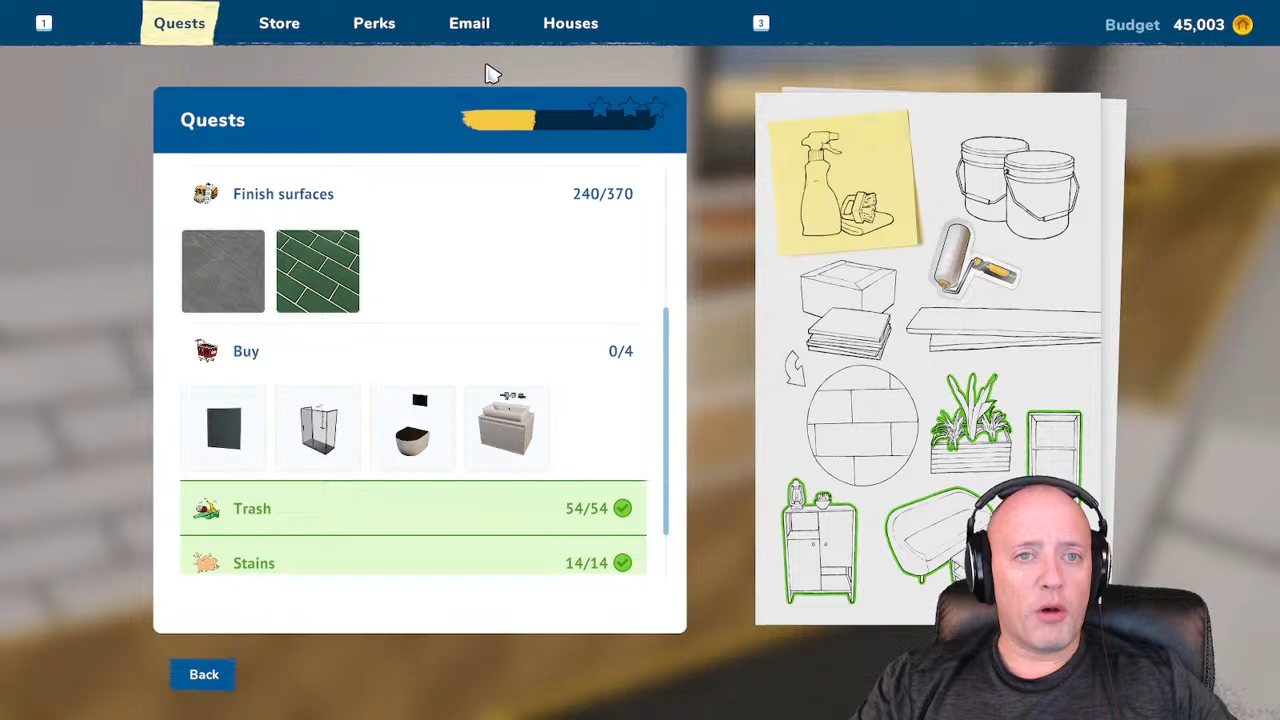 1 Quests Store Perks Email Houses 3 Budget 45,003
Quests
Finish surfaces 240/370
Buy 0/4
Trash 54/54
Stains 14/14
Back